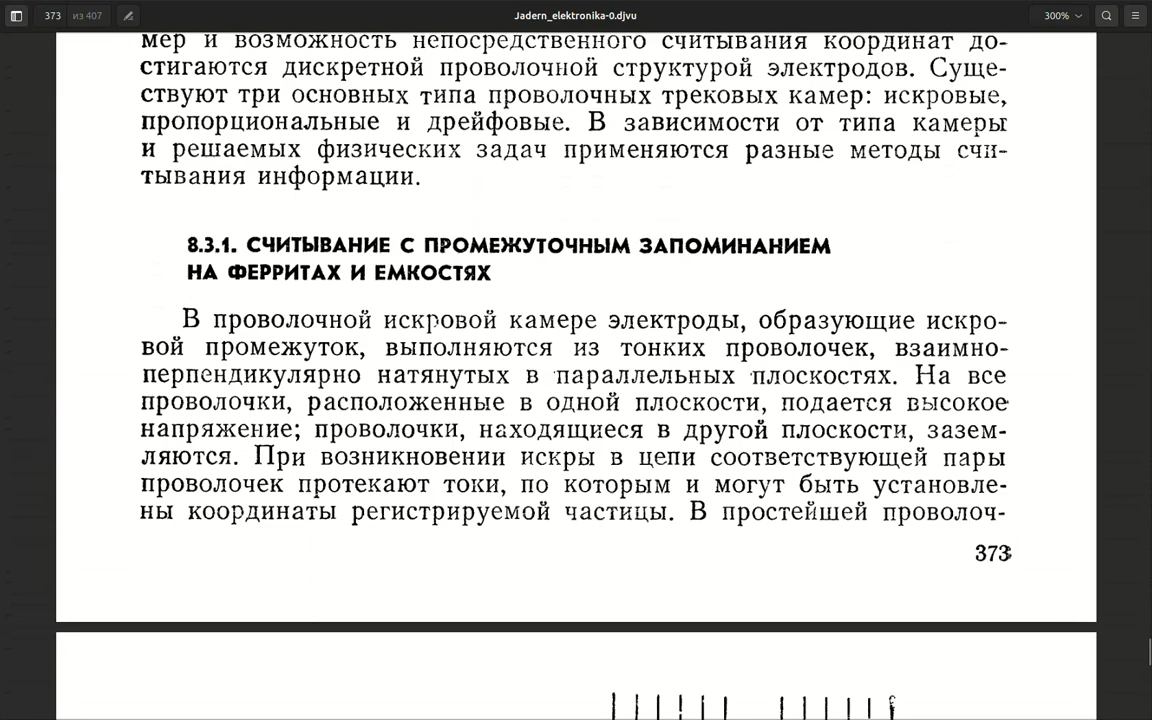 373 из 407
Jadern_elektronika-0.djvu
300%
мер и возможность непосредственного считывания координат до-
стигаются дискретной проволочной структурой электродов. Суще-
ствуют три основных типа проволочных трековых камер: искровые,
пропорциональные и дрейфовые. В зависимости от типа камеры
и решаемых физических задач применяются разные методы счи-
тывания информации.
8.3.1. СЧИТЫВАНИЕ С ПРОМЕЖУТОЧНЫМ ЗАПОМИНАНИЕМ
НА ФЕРРИТАХ И ЕМКОСТЯХ
В проволочной искровой камере электроды, образующие искро-
вой промежуток, выполняются из тонких проволочек, взаимно-
перпендикулярно натянутых в параллельных плоскостях. На все
проволочки, расположенные в одной плоскости, подается высокое
напряжение; проволочки, находящиеся в другой плоскости, зазем-
ляются. При возникновении искры в цепи соответствующей пары
проволочек протекают токи, по которым и могут быть установле-
ны координаты регистрируемой частицы. В простейшей проволоч-
373